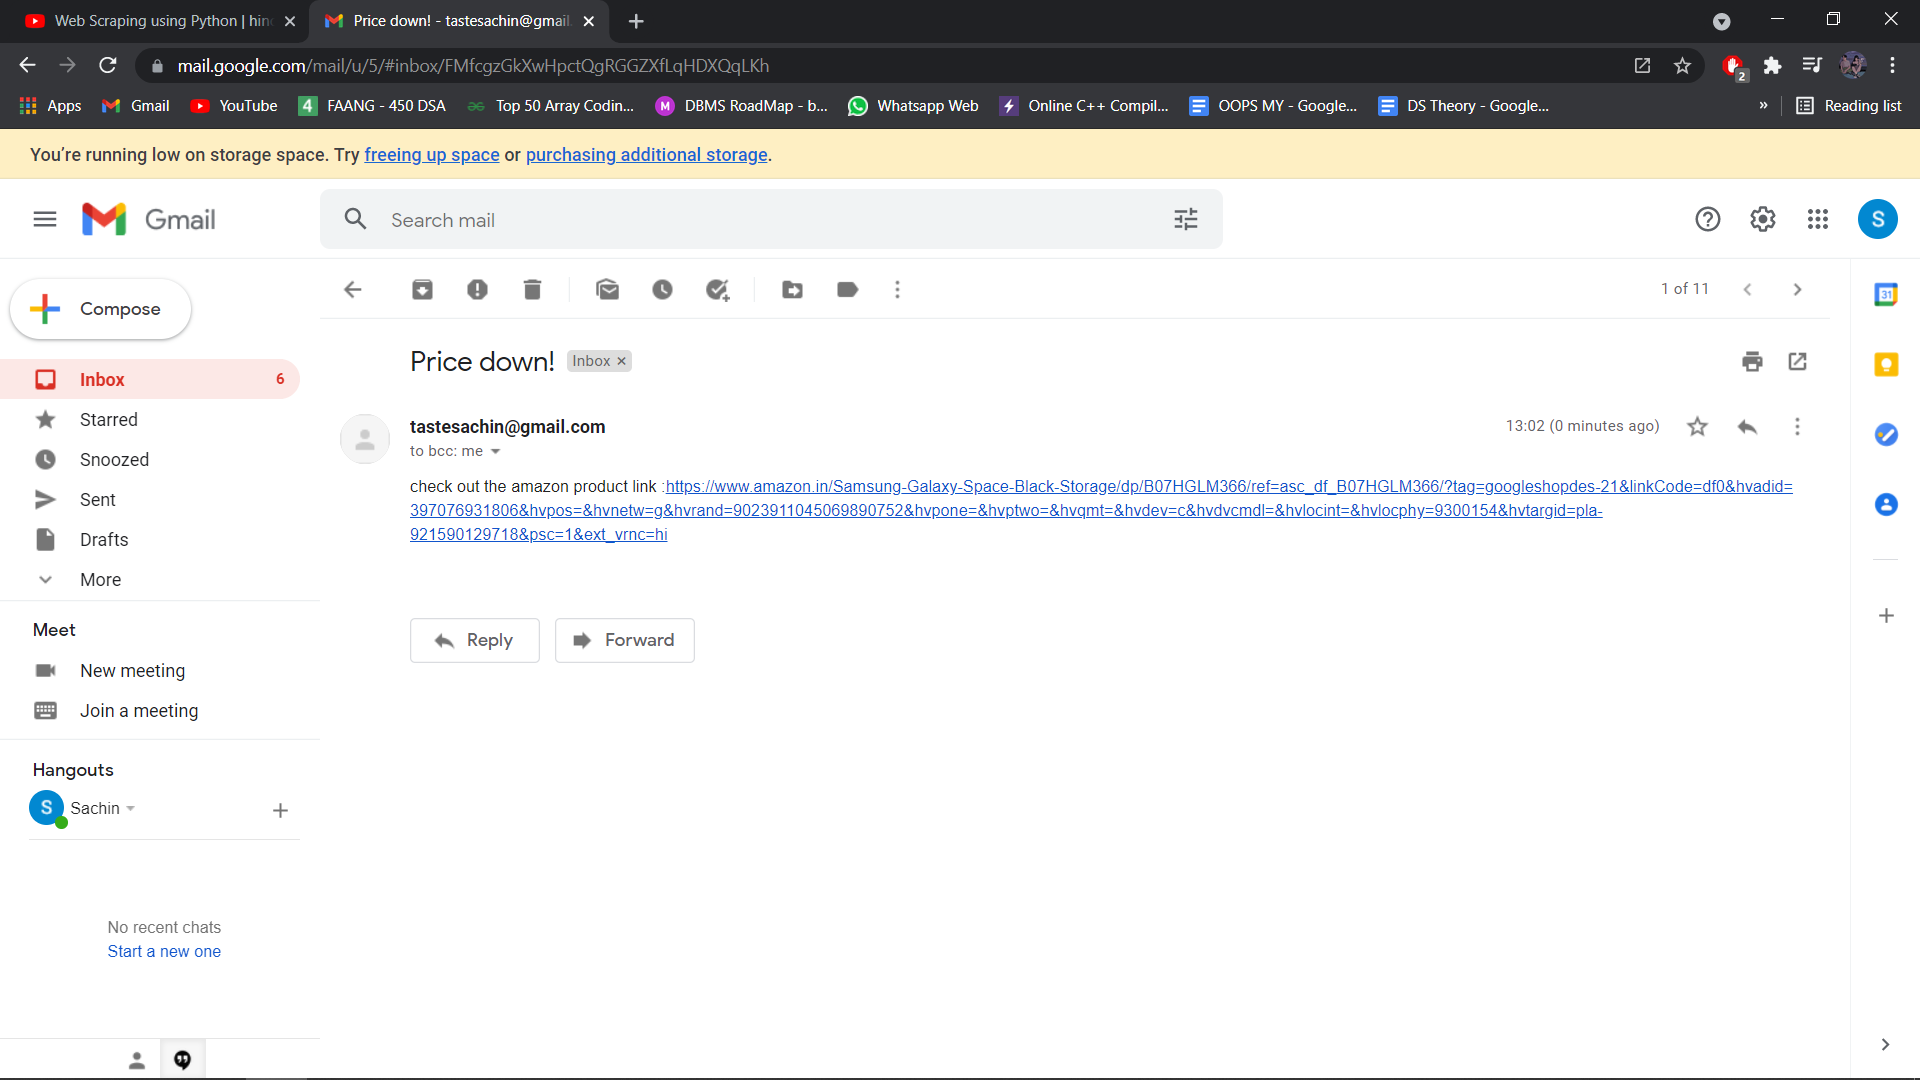 Web Scraping using Python | hin
Price down! - tastesachin@gmail.
mail.google.com/mail/u/5/#inbox/FMfcgzGkXwHpctQgRGGZXfLqHDXQqLKh
2
Apps
Gmail
YouTube
4 FAANG - 450 DSA
Top 50 Array Codin...
M DBMS RoadMap - b...
Whatsapp Web
Online C++ Compil...
OOPS MY - Google...
DS Theory - Google...
»
Reading list
You're running low on storage space. Try freeing up space or purchasing additional storage.
Gmail
Search mail
S
Compose
1 of 11
31
Price down! Inbox ×
Inbox 6
Starred
Snoozed
Sent
Drafts
More
tastesachin@gmail.com
13:02 (0 minutes ago)
to bcc: me
check out the amazon product link :https://www.amazon.in/Samsung-Galaxy-Space-Black-Storage/dp/B07HGLM366/ref=asc_df_B07HGLM366/?tag=googleshopdes-21&linkCode=df0&hvadid=
397076931806&hvpos=&hvnetw=g&hvrand=9023911045069890752&hvpone=&hvptwo=&hvqmt=&hvdev=c&hvdvcmdl=&hvlocint=&hvlocphy=9300154&hvtargid=pla-
921590129718&psc=1&ext_vrnc=hi
Reply
Forward
Meet
New meeting
Join a meeting
Hangouts
S Sachin
No recent chats
Start a new one